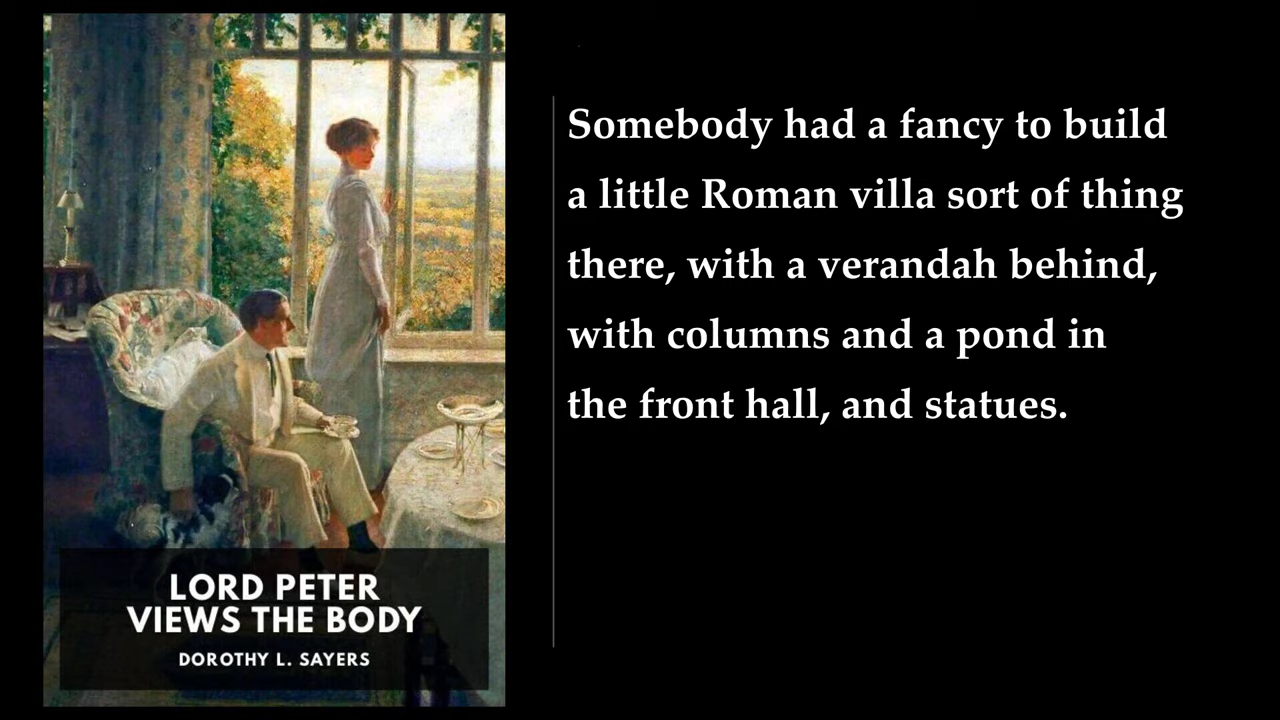 LORD PETER
VIEWS THE BODY
DOROTHY L. SAYERS
Somebody had a fancy to build
a little Roman villa sort of thing
there, with a verandah behind,
with columns and a pond in
the front hall, and statues.